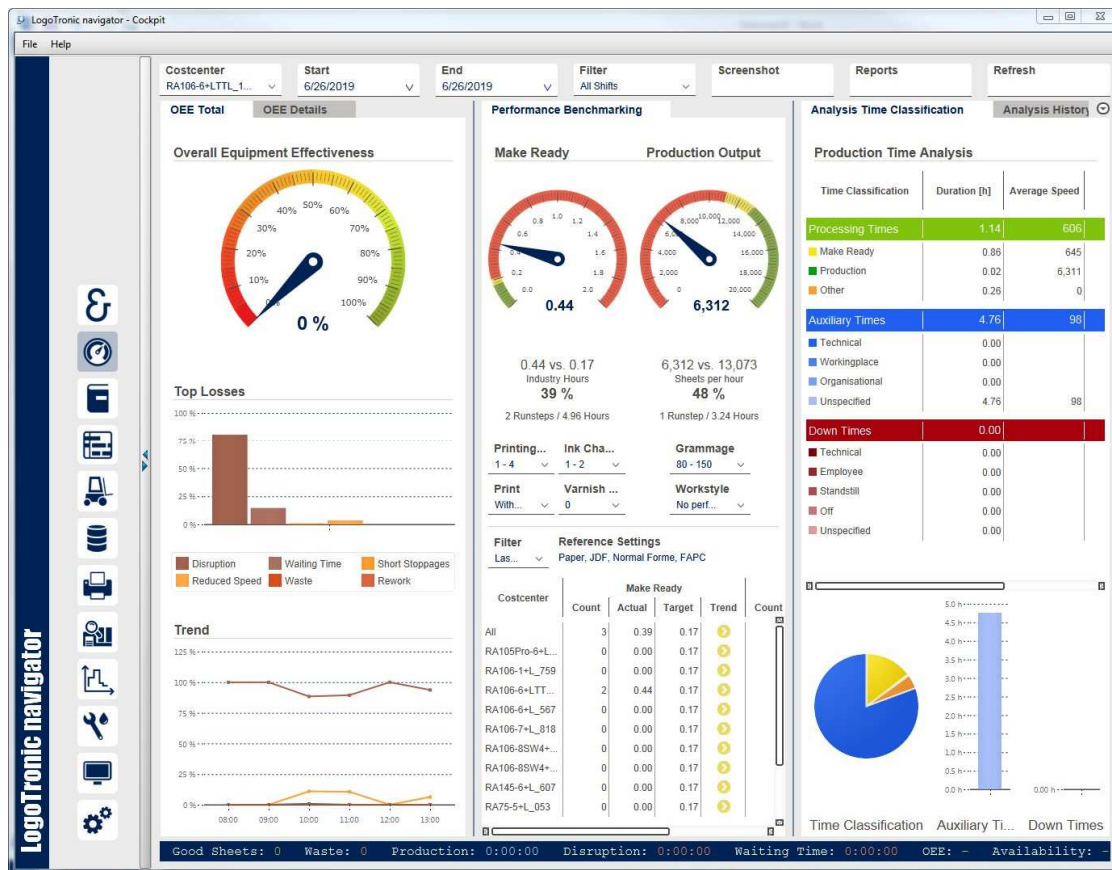 LogoTronic navigator - Cockpit
File Help
Costcenter Start End Filter Screenshot Reports Refresh
RA106-6+LTTL_1... 6/26/2019 6/26/2019 All Shifts
OEE Total OEE Details
Overall Equipment Effectiveness
50%
40% 60%
30% 70%
20% 80%
10% 90%
100%
0 %
Top Losses
100 %
75 %
50 %
25 %
0 %
Disruption Waiting Time Short Stoppages
Reduced Speed Waste Rework
Trend
125 %
100 %
75 %
50 %
25 %
0 %
08:00 09:00 10:00 11:00 12:00 13:00
Performance Benchmarking
Make Ready Production Output
0.8 1.0 1.2
0.6 1.4
0.4 1.6
0.2 1.8
0.0 2.0
0.44
8,000 10,000 12,000
14,000
4,000 16,000
2,000 18,000
0 20,000
6,312
0.44 vs. 0.17 6,312 vs. 13,073
Industry Hours Sheets per hour
39 % 48 %
2 Runsteps / 4.96 Hours 1 Runstep / 3.24 Hours
Printing... Ink Cha... Grammage
1 - 4 1 - 2 80 - 150
Print Varnish ... Workstyle
With... 0 No perf...
Filter Reference Settings
Las... Paper, JDF, Normal Forme, FAPC
Make Ready
Costcenter Count Actual Target Trend Count
All 3 0.39 0.17
RA105Pro-6+L... 0 0.00 0.17
RA106-1+L_759 0 0.00 0.17
RA106-6+LTT... 2 0.44 0.17
RA106-6+L_567 0 0.00 0.17
RA106-7+L_818 0 0.00 0.17
RA106-8SW4+... 0 0.00 0.17
RA106-8SW4+... 0 0.00 0.17
RA145-6+L_607 0 0.00 0.17
RA75-5+L_053 0 0.00 0.17
Analysis Time Classification Analysis History
Production Time Analysis
Time Classification Duration [h] Average Speed
Processing Times 1.14 606
Make Ready 0.86 645
Production 0.02 6,311
Other 0.26 0
Auxiliary Times 4.76 98
Technical 0.00
Workingplace 0.00
Organisational 0.00
Unspecified 4.76 98
Down Times 0.00
Technical 0.00
Employee 0.00
Standstill 0.00
Off 0.00
Unspecified 0.00
5.0 h
4.5 h
4.0 h
3.5 h
3.0 h
2.5 h
2.0 h
1.5 h
1.0 h
0.5 h
0.0 h 0.00 h
Time Classification Auxiliary Ti... Down Times
LogoTronic navigator
Good Sheets: 0 Waste: 0 Production: 0:00:00 Disruption: 0:00:00 Waiting Time: 0:00:00 OEE: - Availability: -